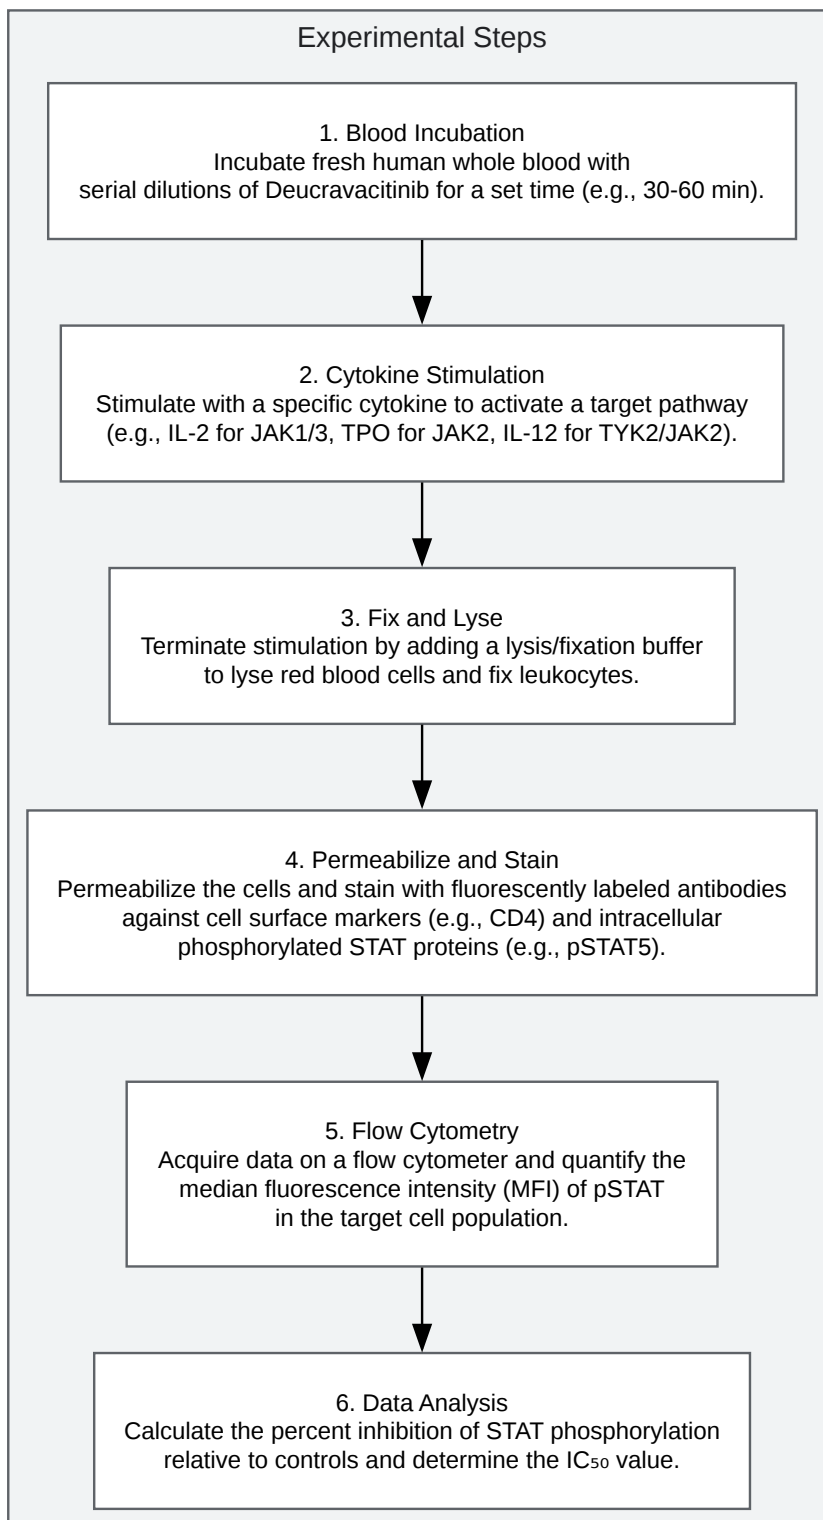 Experimental Steps
1. Blood Incubation
Incubate fresh human whole blood with
serial dilutions of Deucravacitinib for a set time (e.g., 30-60 min).
2. Cytokine Stimulation
Stimulate with a specific cytokine to activate a target pathway
(e.g., IL-2 for JAK1/3, TPO for JAK2, IL-12 for TYK2/JAK2).
3. Fix and Lyse
Terminate stimulation by adding a lysis/fixation buffer
to lyse red blood cells and fix leukocytes.
4. Permeabilize and Stain
Permeabilize the cells and stain with fluorescently labeled antibodies
against cell surface markers (e.g., CD4) and intracellular
phosphorylated STAT proteins (e.g., pSTAT5).
5. Flow Cytometry
Acquire data on a flow cytometer and quantify the
median fluorescence intensity (MFI) of pSTAT
in the target cell population.
6. Data Analysis
Calculate the percent inhibition of STAT phosphorylation
relative to controls and determine the IC₅₀ value.